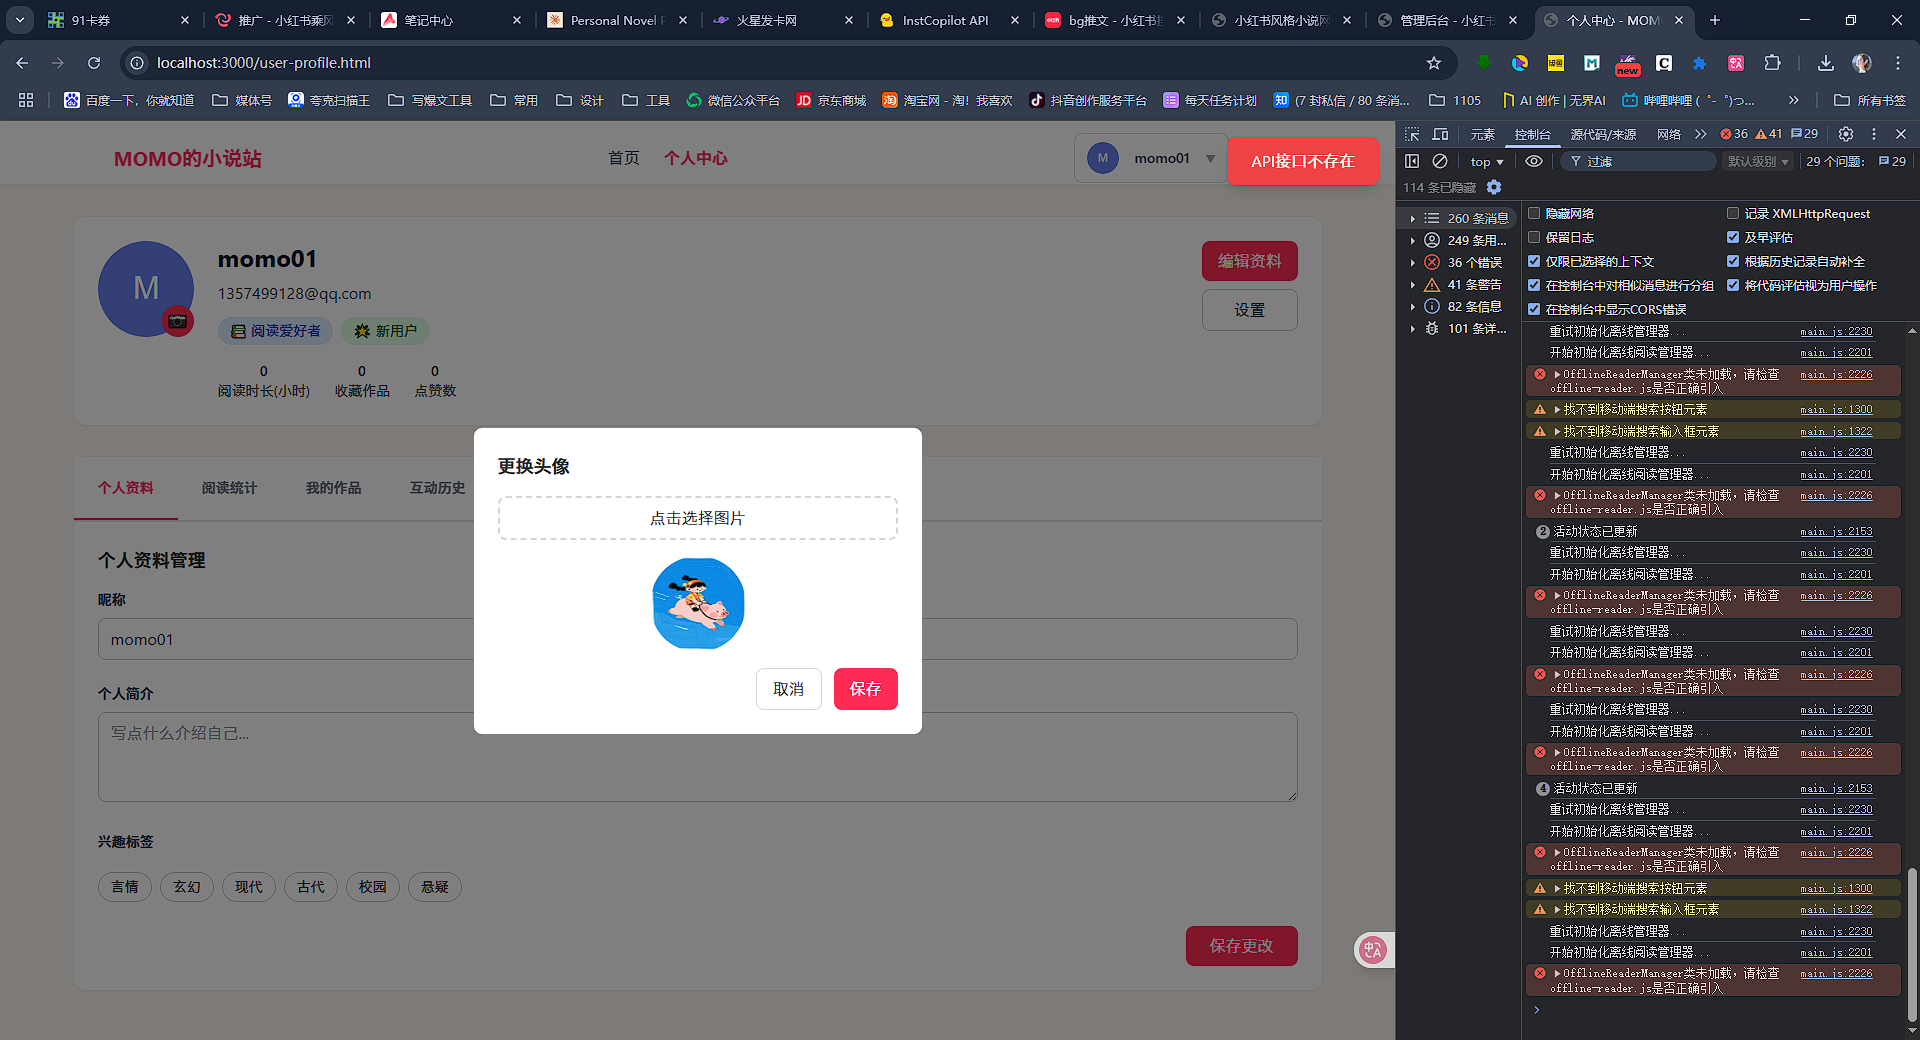 91卡券
推广 - 小红书乘风
笔记中心
Personal Novel
火星发卡网
InstCopilot API
bg推文 - 小红书
小红书风格小说网
管理后台 - 小红书
个人中心 - MOM
localhost:3000/user-profile.html
new
百度一下，你就知道
媒体号
夸克扫描王
写爆文工具
常用
设计
工具
微信公众平台
京东商城
淘宝网 - 淘！我喜欢
抖音创作服务平台
每天任务计划
(7 封私信 / 80 条消...
1105
AI 创作 | 无界AI
哔哩哔哩 ( ゜- ゜)つ...
所有书签
MOMO的小说站
首页
个人中心
M
momo01
API接口不存在
M
momo01
1357499128@qq.com
阅读爱好者
新用户
0
阅读时长(小时)
0
收藏作品
0
点赞数
编辑资料
设置
个人资料
阅读统计
我的作品
互动历史
个人资料管理
昵称
momo01
个人简介
写点什么介绍自己...
兴趣标签
言情
玄幻
现代
古代
校园
悬疑
保存更改
更换头像
点击选择图片
取消
保存
元素
控制台
源代码/来源
网络
36
41
29
top
过滤
默认级别
29 个问题：
29
114 条已隐藏
260 条消息
249 条用...
36 个错误
41 条警告
82 条信息
101 条详...
隐藏网络
记录 XMLHttpRequest
保留日志
及早评估
仅限已选择的上下文
根据历史记录自动补全
在控制台中对相似消息进行分组
将代码评估视为用户操作
在控制台中显示CORS错误
重试初始化离线管理器... main.js:2230
开始初始化离线阅读管理器... main.js:2201
OfflineReaderManager类未加载，请检查 main.js:2226
offline-reader.js是否正确引入
找不到移动端搜索按钮元素 main.js:1300
找不到移动端搜索输入框元素 main.js:1322
重试初始化离线管理器... main.js:2230
开始初始化离线阅读管理器... main.js:2201
OfflineReaderManager类未加载，请检查 main.js:2226
offline-reader.js是否正确引入
2 活动状态已更新 main.js:2153
重试初始化离线管理器... main.js:2230
开始初始化离线阅读管理器... main.js:2201
OfflineReaderManager类未加载，请检查 main.js:2226
offline-reader.js是否正确引入
重试初始化离线管理器... main.js:2230
开始初始化离线阅读管理器... main.js:2201
OfflineReaderManager类未加载，请检查 main.js:2226
offline-reader.js是否正确引入
重试初始化离线管理器... main.js:2230
开始初始化离线阅读管理器... main.js:2201
OfflineReaderManager类未加载，请检查 main.js:2226
offline-reader.js是否正确引入
4 活动状态已更新 main.js:2153
重试初始化离线管理器... main.js:2230
开始初始化离线阅读管理器... main.js:2201
OfflineReaderManager类未加载，请检查 main.js:2226
offline-reader.js是否正确引入
找不到移动端搜索按钮元素 main.js:1300
找不到移动端搜索输入框元素 main.js:1322
重试初始化离线管理器... main.js:2230
开始初始化离线阅读管理器... main.js:2201
OfflineReaderManager类未加载，请检查 main.js:2226
offline-reader.js是否正确引入